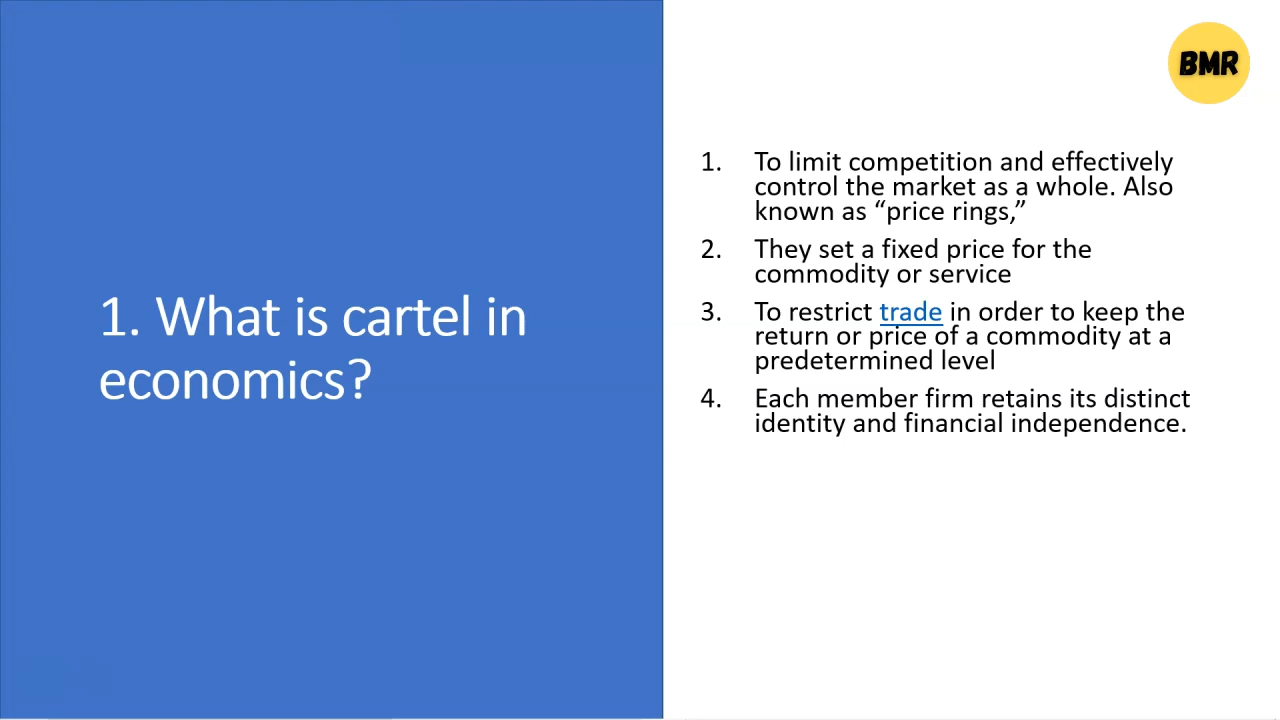 BMR
1. What is cartel in
economics?
1. To limit competition and effectively
control the market as a whole. Also
known as “price rings,”
2. They set a fixed price for the
commodity or service
3. To restrict trade in order to keep the
return or price of a commodity at a
predetermined level
4. Each member firm retains its distinct
identity and financial independence.